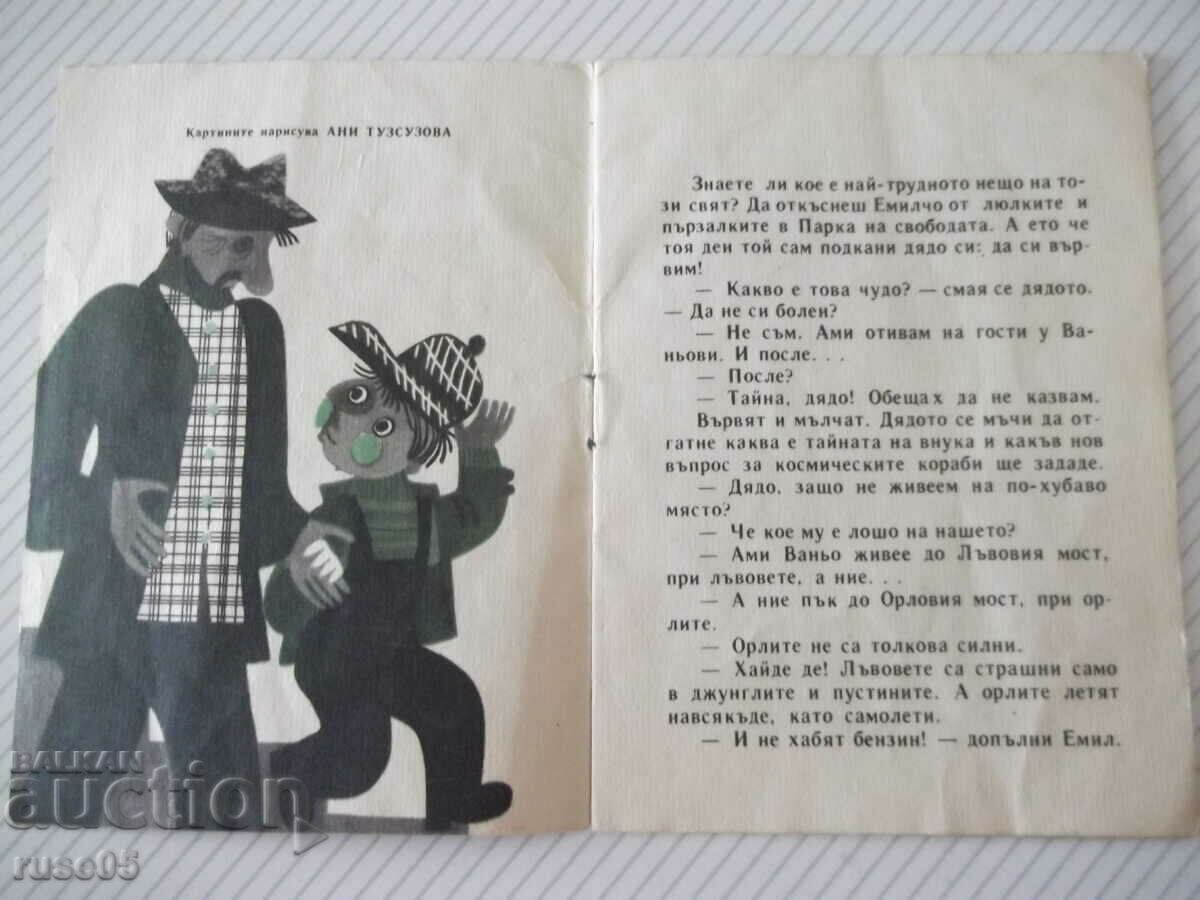 Картините нарисува АНИ ТУЗСУЗОВА
Знаете ли кое е най-трудното нещо на то-
зи свят? Да откъснеш Емилчо от люлките и
пързалките в Парка на свободата. А ето че
тоя ден той сам подкани дядо си: да си вър-
вим!
— Какво е това чудо? — смая се дядото.
— Да не си болен?
— Не съм. Ами отивам на гости у Ва-
ньови. И после. . .
— После?
— Тайна, дядо! Обещах да не казвам.
Вървят и мълчат. Дядото се мъчи да от-
гатне каква е тайната на внука и какъв нов
въпрос за космическите кораби ще зададе.
— Дядо, защо не живеем на по-хубаво
място?
— Че кое му е лошо на нашето?
— Ами Ваньо живее до Лъвовия мост,
при лъвовете, а ние. . .
— А ние пък до Орловия мост, при ор-
лите.
— Орлите не са толкова силни.
— Хайде де! Лъвовете са страшни само
в джунглите и пустините. А орлите летят
навсякъде, като самолети.
— И не хабят бензин! — допълни Емил.
BALKAN
auction
ruse05